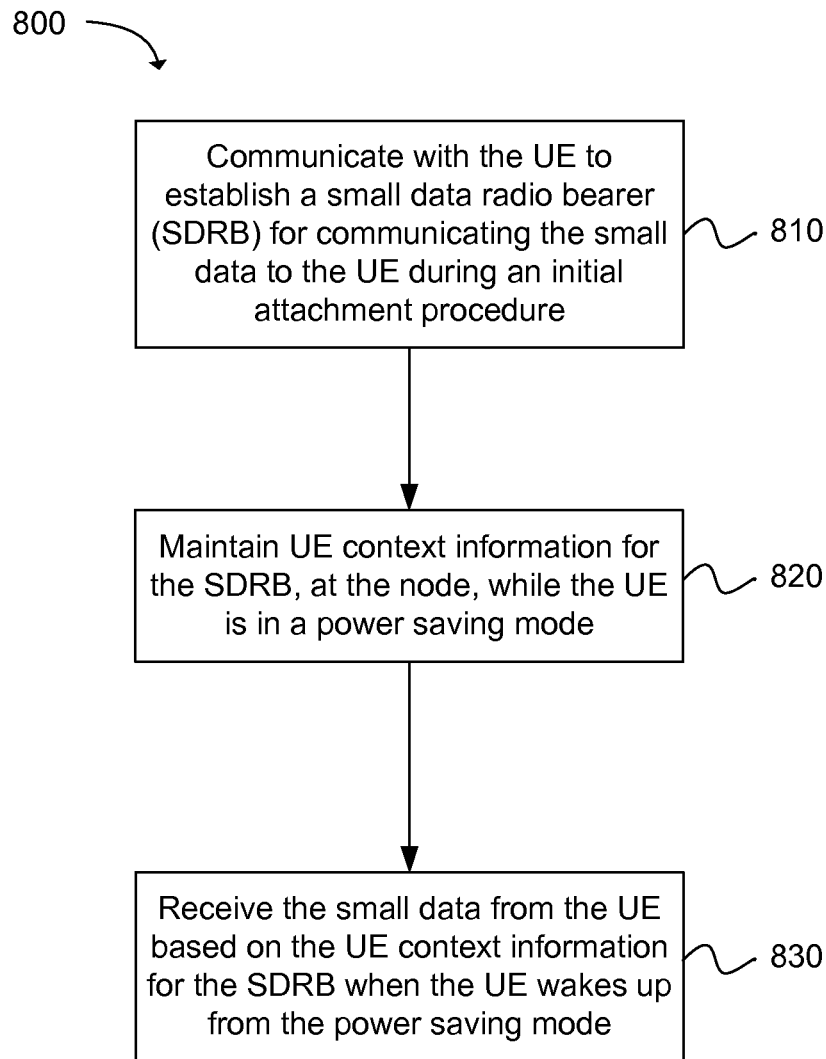 800
Communicate with the UE to
establish a small data radio bearer
(SDRB) for communicating the small
data to the UE during an initial
attachment procedure
810
Maintain UE context information for
the SDRB, at the node, while the UE
is in a power saving mode
820
Receive the small data from the UE
based on the UE context information
for the SDRB when the UE wakes up
from the power saving mode
830